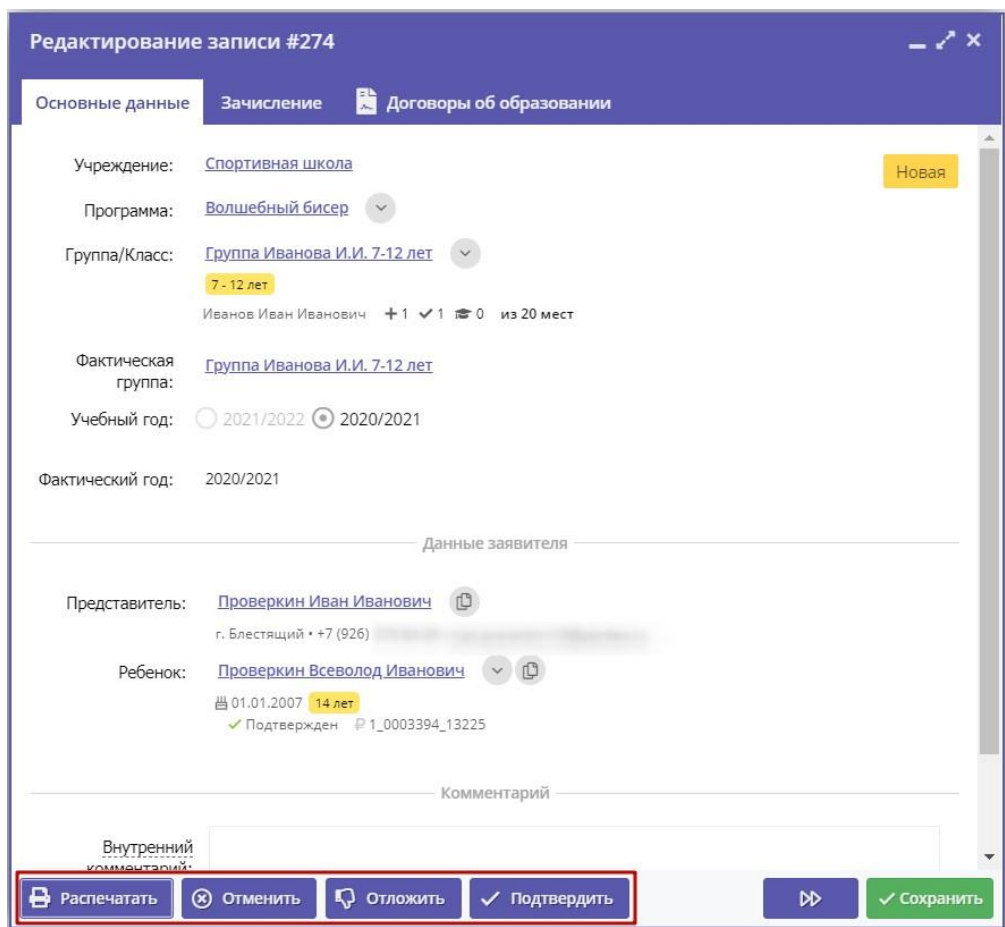 Редактирование записи #274
Основные данные Зачисление Договоры об образовании
Учреждение: Спортивная школа
Новая
Программа: Волшебный бисер
Группа/Класс: Группа Иванова И.И. 7-12 лет
7 - 12 лет
Иванов Иван Иванович + 1 ✓ 1 0 из 20 мест
Фактическая
группа: Группа Иванова И.И. 7-12 лет
Учебный год: 2021/2022 2020/2021
Фактический год: 2020/2021
Данные заявителя
Представитель: Проверкин Иван Иванович
г. Блестящий • +7 (926)
Ребенок: Проверкин Всеволод Иванович
01.01.2007 14 лет
✓ Подтвержден ₽ 1_0003394_13225
Комментарий
Внутренний
комментарий:
Распечатать Отменить Отложить ✓ Подтвердить ✓ Сохранить